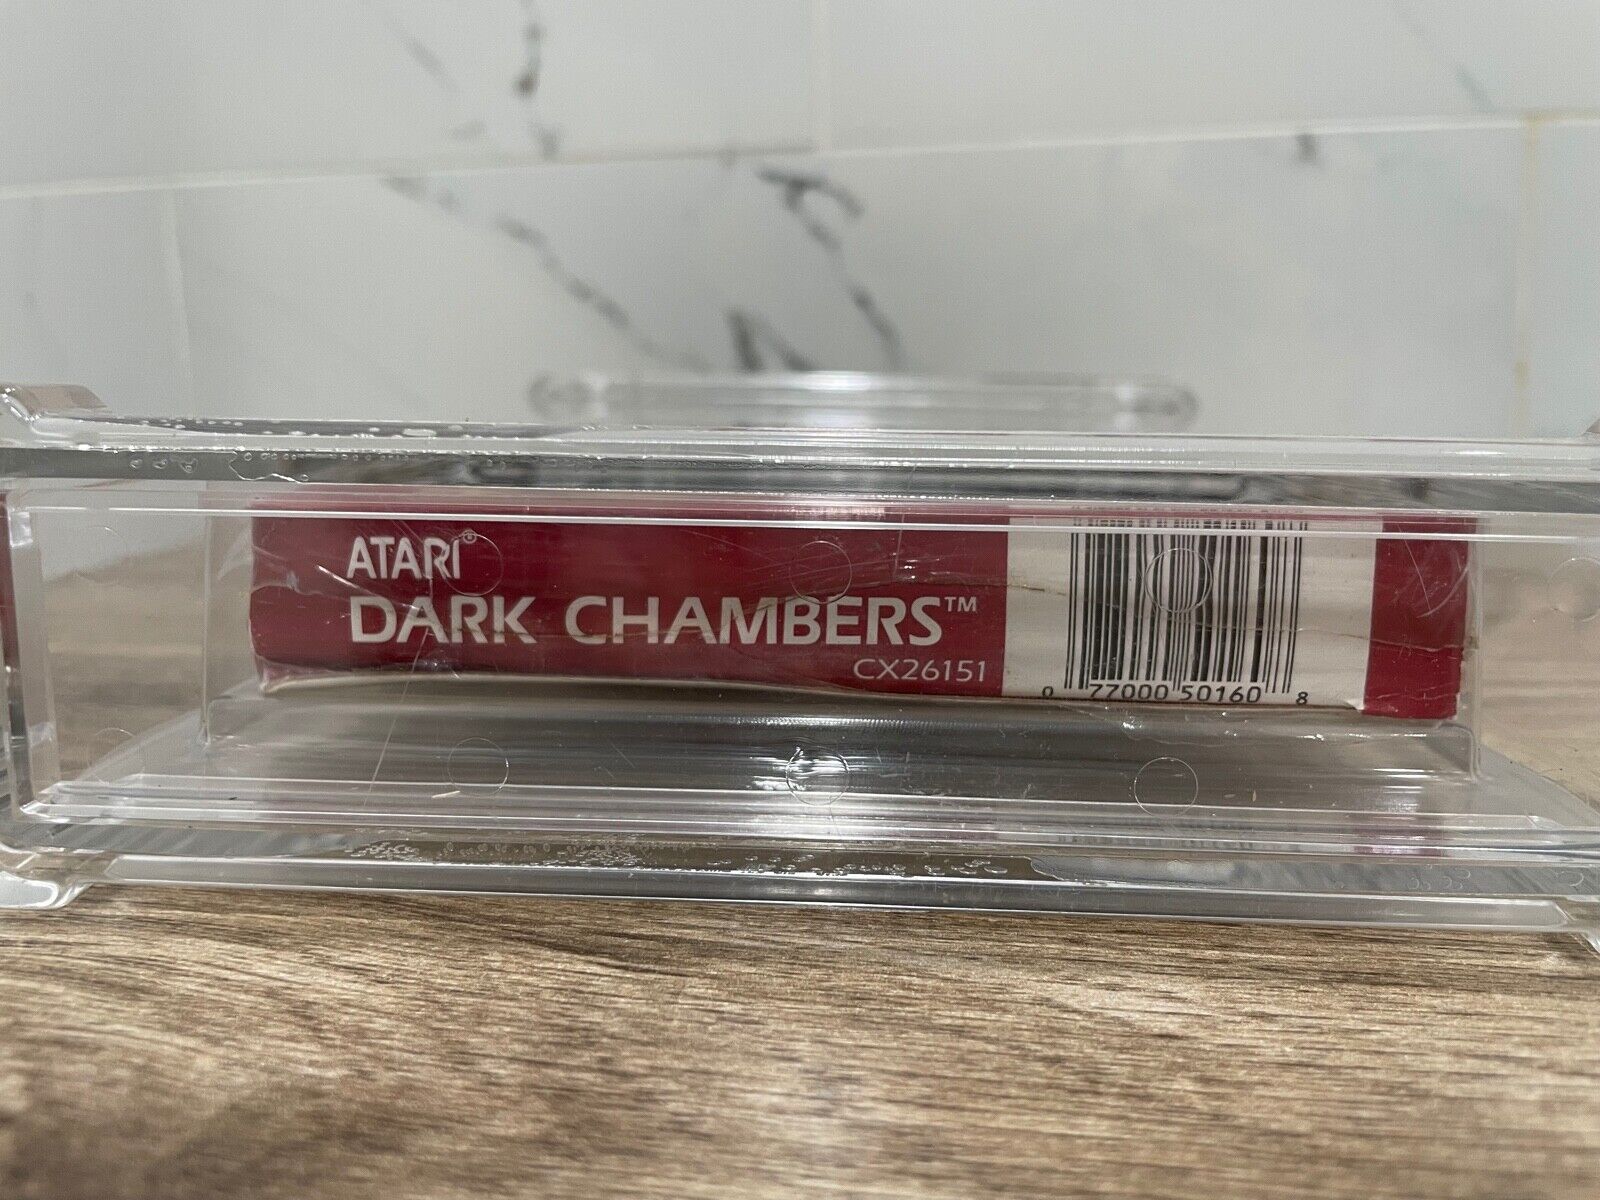 ATARI®
DARK CHAMBERS™
CX26151
0 77000 50160 8